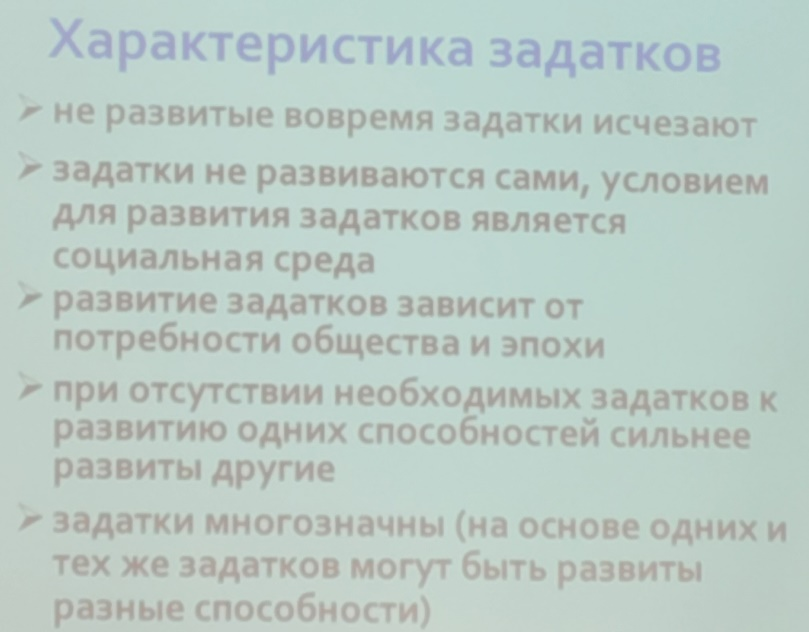 Характеристика задатков
➢ не развитые вовремя задатки исчезают
➢ задатки не развиваются сами, условием
для развития задатков является
социальная среда
➢ развитие задатков зависит от
потребности общества и эпохи
➢ при отсутствии необходимых задатков к
развитию одних способностей сильнее
развиты другие
➢ задатки многозначны (на основе одних и
тех же задатков могут быть развиты
разные способности)